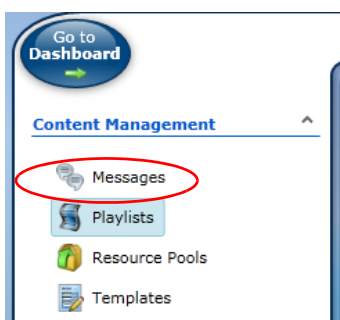 Go to
Dashboard
Content Management
Messages
Playlists
Resource Pools
Templates